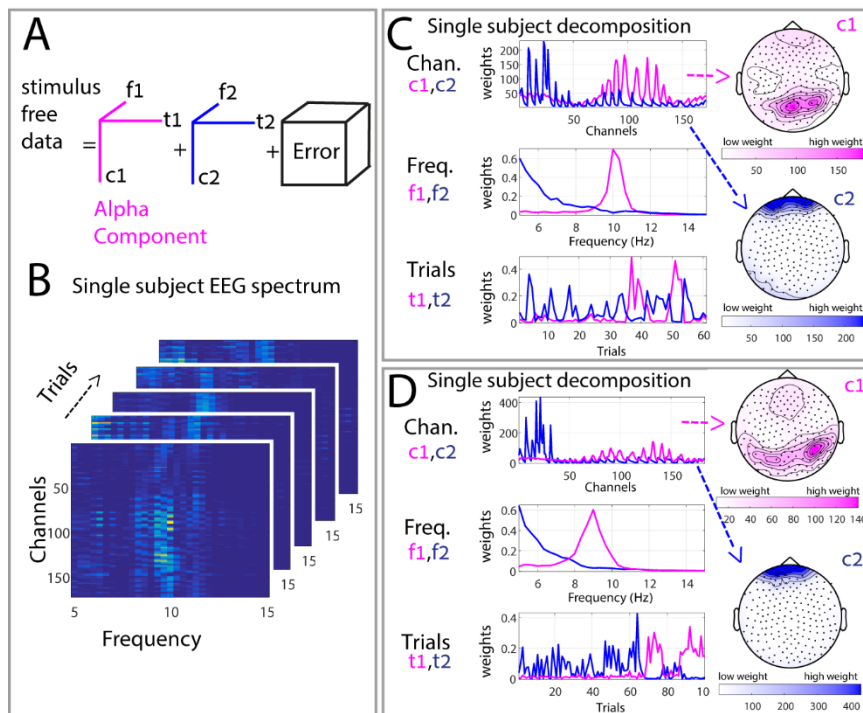 A
stimulus
free
data
=
f1
t1
c1
+
f2
t2
c2
+
Error
Alpha
Component
B
Single subject EEG spectrum
Trials
Channels
50
100
150
5
10
15
15
15
15
15
Frequency
C
Single subject decomposition
Chan.
c1,c2
weights
200
150
100
50
50
100
150
Channels
c1
low weight
high weight
50
100
150
Freq.
f1,f2
weights
0.6
0.4
0.2
0
6
8
10
12
14
Frequency (Hz)
c2
low weight
high weight
50
100
150
200
Trials
t1,t2
weights
0.4
0.2
0
10
20
30
40
50
60
Trials
D
Single subject decomposition
Chan.
c1,c2
weights
400
200
0
50
100
150
Channels
c1
low weight
high weight
20
40
60
80
100
120
140
Freq.
f1,f2
weights
0.6
0.4
0.2
0
6
8
10
12
14
Frequency (Hz)
c2
low weight
high weight
100
200
300
400
Trials
t1,t2
weights
0.4
0.2
0
20
40
60
80
Trials